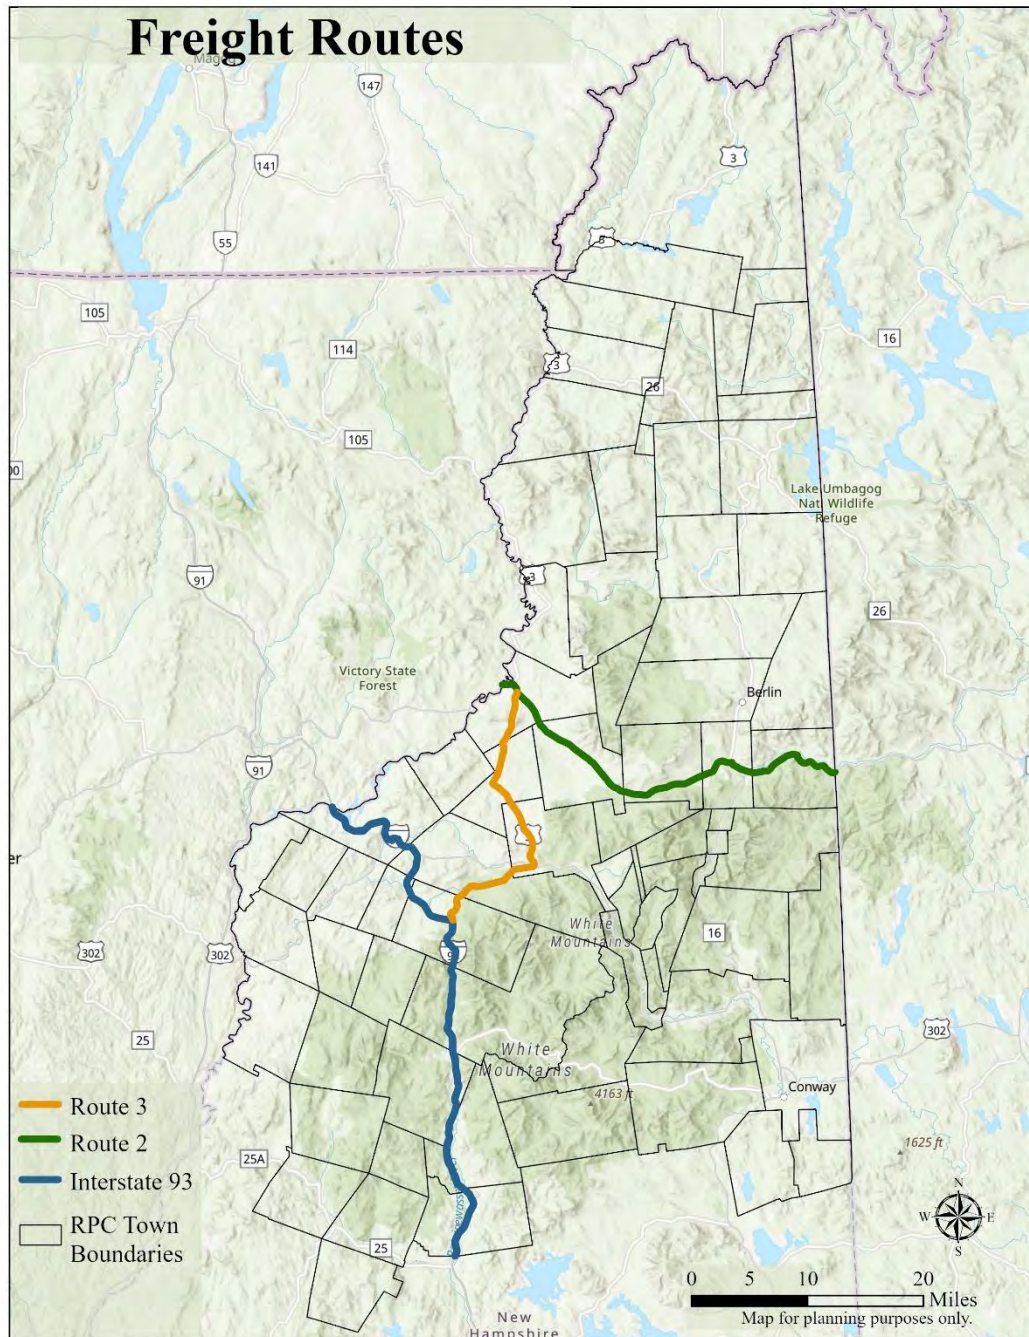 Freight Routes
Magog
147
141
3
55
3
105
16
114
3
26
105
Lake Umbagog
Natl Wildlife
Refuge
3
91
26
Victory State
Forest
Berlin
91
White
Mountains
16
302
302
302
25
White
Mountains
Conway
4163 ft
1625 ft
25A
25
Route 3
Route 2
Interstate 93
RPC Town
Boundaries
N
W
E
S
0 5 10 20
Miles
Map for planning purposes only.
New
Hampshire